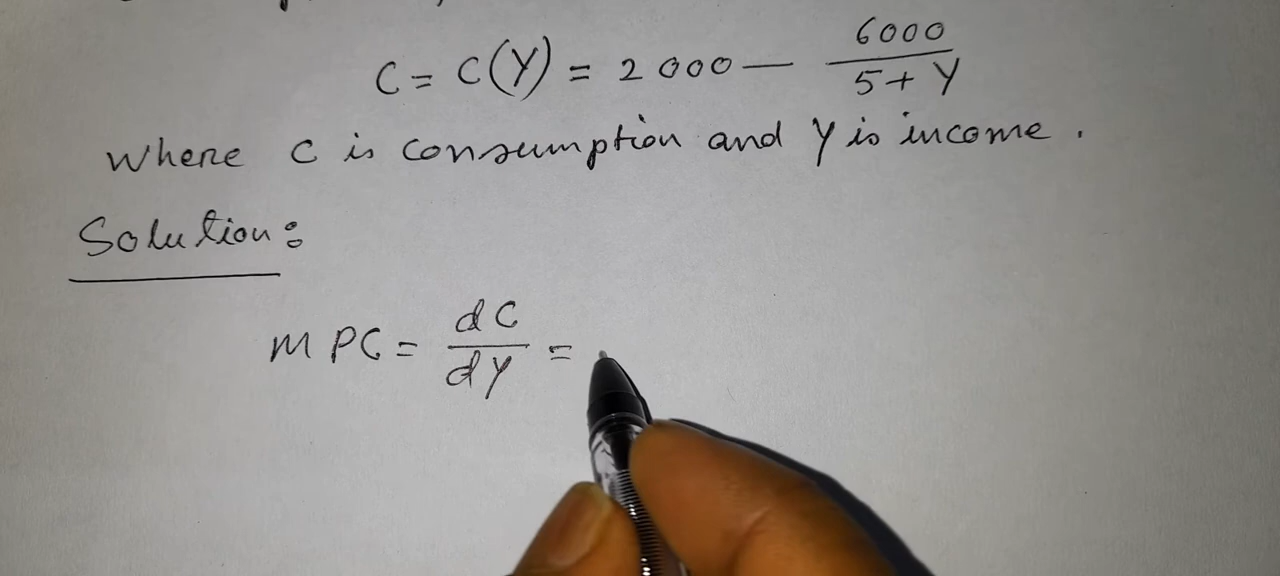 C = C(Y) = 2000 — 6000 / 5 + Y
Where C is consumption and Y is income.
Solution:
MPC = dC / dY =